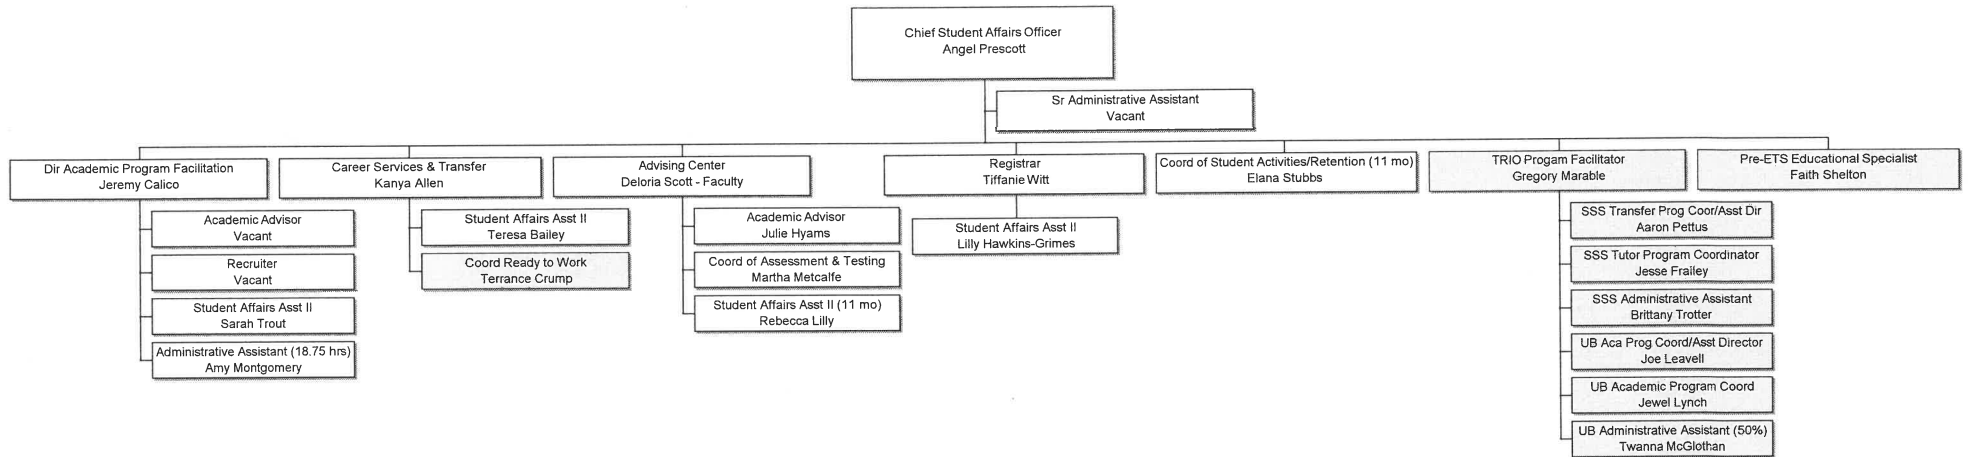 Chief Student Affairs Officer
Angel Prescott
Sr Administrative Assistant
Vacant
Dir Academic Program Facilitation
Jeremy Calico
Academic Advisor
Vacant
Recruiter
Vacant
Student Affairs Asst II
Sarah Trout
Administrative Assistant (18.75 hrs)
Amy Montgomery
Career Services & Transfer
Kanya Allen
Student Affairs Asst II
Teresa Bailey
Coord Ready to Work
Terrance Crump
Advising Center
Deloria Scott - Faculty
Academic Advisor
Julie Hyams
Coord of Assessment & Testing
Martha Metcalfe
Student Affairs Asst II (11 mo)
Rebecca Lilly
Registrar
Tiffanie Witt
Student Affairs Asst II
Lilly Hawkins-Grimes
Coord of Student Activities/Retention (11 mo)
Elana Stubbs
TRIO Progam Facilitator
Gregory Marable
SSS Transfer Prog Coor/Asst Dir
Aaron Pettus
SSS Tutor Program Coordinator
Jesse Frailey
SSS Administrative Assistant
Brittany Trotter
UB Aca Prog Coord/Asst Director
Joe Leavell
UB Academic Program Coord
Jewel Lynch
UB Administrative Assistant (50%)
Twanna McGlothan
Pre-ETS Educational Specialist
Faith Shelton